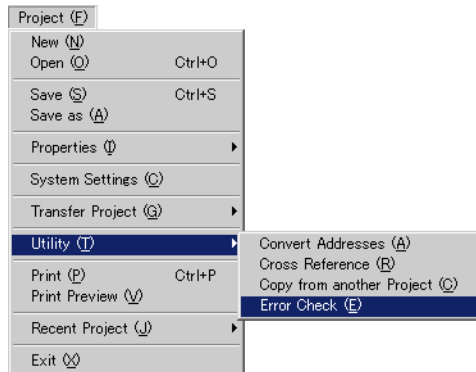 Project (F)
New (N)
Open (O) Ctrl+O
Save (S) Ctrl+S
Save as (A)
Properties (I)
System Settings (C)
Transfer Project (G)
Utility (T)
Convert Addresses (A)
Cross Reference (R)
Copy from another Project (C)
Error Check (E)
Print (P) Ctrl+P
Print Preview (V)
Recent Project (J)
Exit (X)